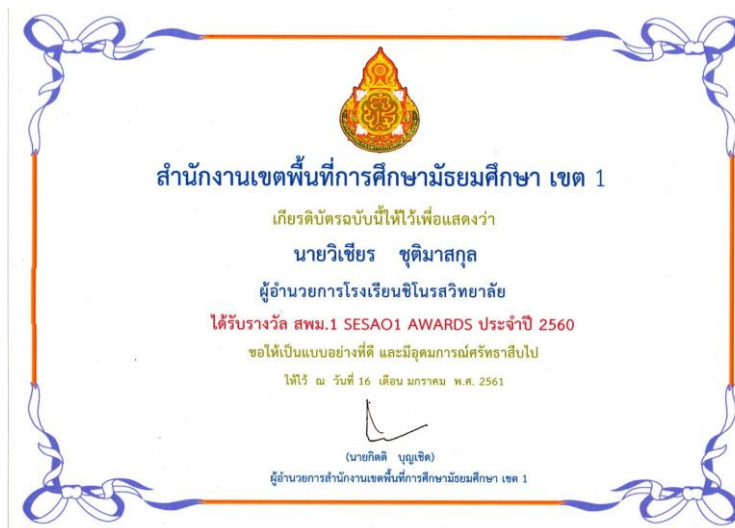 สำนักงานเขตพื้นที่การศึกษามัธยมศึกษา เขต 1
เกียรติบัตรฉบับนี้ให้ไว้เพื่อแสดงว่า
นายวิเชียร ชุติมาสกุล
ผู้อำนวยการโรงเรียนชิโนรสวิทยาลัย
ได้รับรางวัล สพม.1 SESAO1 AWARDS ประจำปี 2560
ขอให้เป็นแบบอย่างที่ดี และมีอุดมการณ์ศรัทธาสืบไป
ให้ไว้ ณ วันที่ 16 เดือน มกราคม พ.ศ. 2561
(นายกิตติ บุญเชิด)
ผู้อำนวยการสำนักงานเขตพื้นที่การศึกษามัธยมศึกษา เขต 1